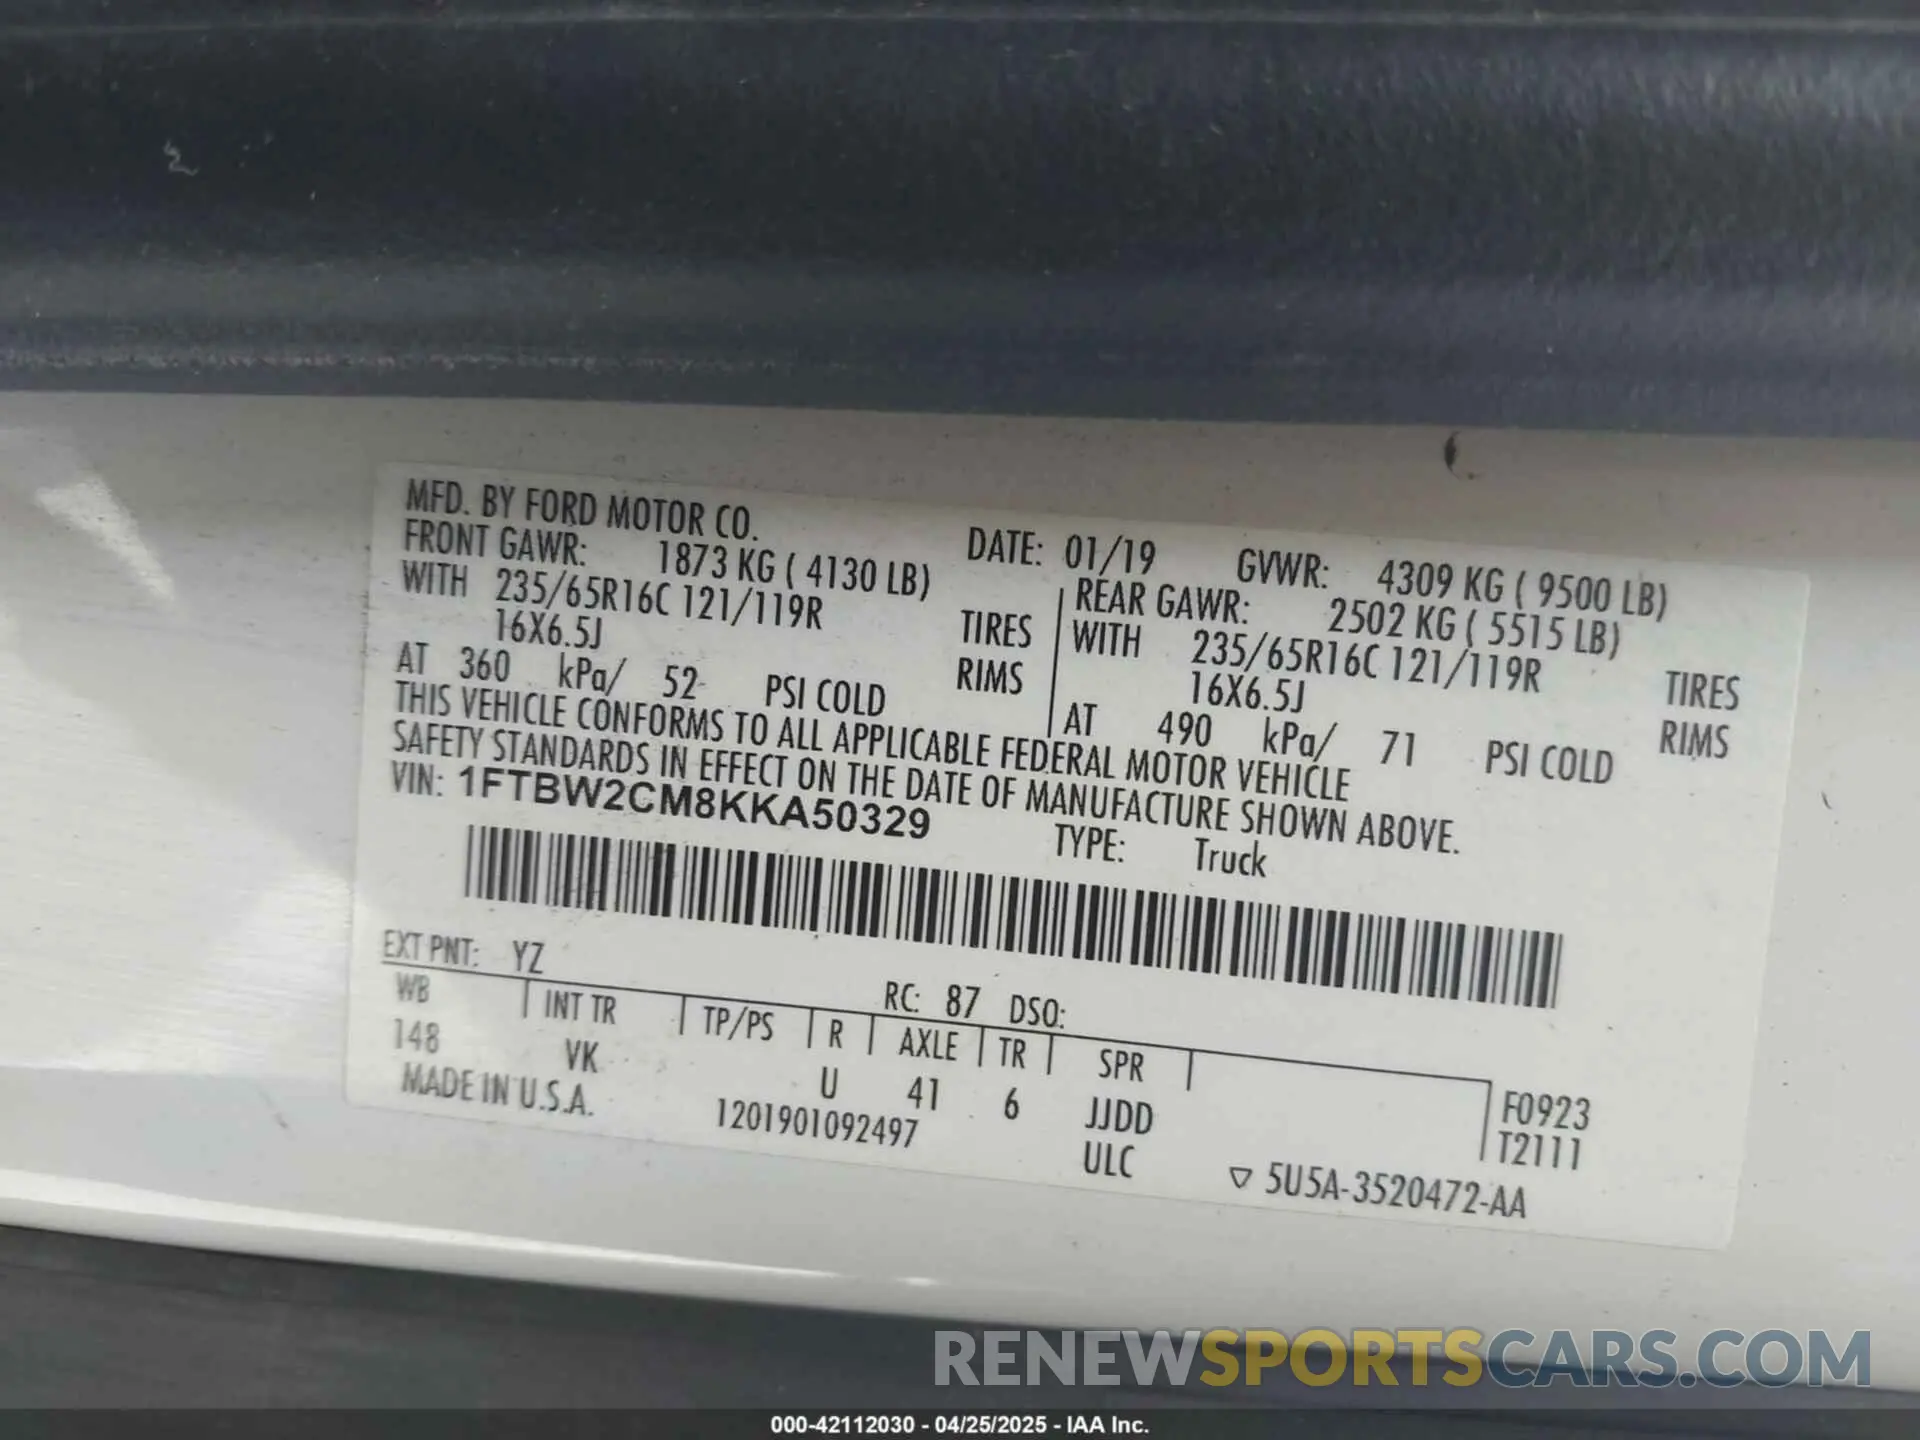 MFD. BY FORD MOTOR CO.
DATE: 01/19 GVWR: 4309 KG ( 9500 LB)
FRONT GAWR: 1873 KG ( 4130 LB)
WITH 235/65R16C 121/119R TIRES
16X6.5J RIMS
AT 360 kPa/ 52 PSI COLD
REAR GAWR: 2502 KG ( 5515 LB)
WITH 235/65R16C 121/119R TIRES
16X6.5J RIMS
AT 490 kPa/ 71 PSI COLD
THIS VEHICLE CONFORMS TO ALL APPLICABLE FEDERAL MOTOR VEHICLE
SAFETY STANDARDS IN EFFECT ON THE DATE OF MANUFACTURE SHOWN ABOVE.
VIN: 1FTBW2CM8KKA50329
TYPE: Truck
EXT PNT: YZ RC: 87 DSO:
WB INT TR TP/PS R AXLE TR SPR
148 VK U 41 6 JJDD
F0923
T2111
MADE IN U.S.A. 1201901092497 ULC
▽ 5U5A-3520472-AA
RENEWSPORTSCARS.COM
000-42112030 - 04/25/2025 - IAA Inc.